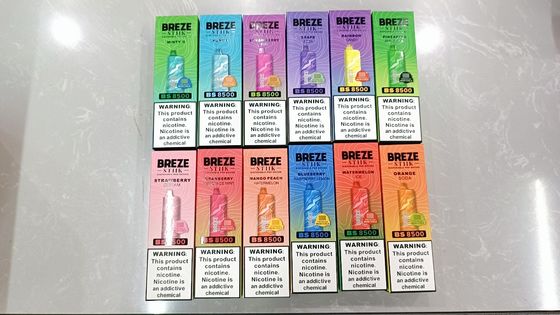 BREZE
STIIK
MINTY O
BS 8500
WARNING:
This product
contains
nicotine.
Nicotine is
an addictive
chemical
BREZE
STIIK
BS 8500
WARNING:
This product
contains
nicotine.
Nicotine is
an addictive
chemical
BREZE
STIIK
BS 8500
WARNING:
This product
contains
nicotine.
Nicotine is
an addictive
chemical
BREZE
STIIK
GRAPE
BS 8500
WARNING:
This product
contains
nicotine.
Nicotine is
an addictive
chemical
BREZE
STIIK
RAINBOW
CANDY
BS 8500
WARNING:
This product
contains
nicotine.
Nicotine is
an addictive
chemical
BREZE
STIIK
PINEAPPLE
BS 8500
WARNING:
This product
contains
nicotine.
Nicotine is
an addictive
chemical
BREZE
STIIK
STRAWBERRY
CREAM
BS 8500
WARNING:
This product
contains
nicotine.
Nicotine is
an addictive
chemical
BREZE
STIIK
BS 8500
WARNING:
This product
contains
nicotine.
Nicotine is
an addictive
chemical
BREZE
STIIK
MANGO PEACH
WATERMELON
BS 8500
WARNING:
This product
contains
nicotine.
Nicotine is
an addictive
chemical
BREZE
STIIK
BLUEBERRY
RASPBERRY LEMON
BS 8500
WARNING:
This product
contains
nicotine.
Nicotine is
an addictive
chemical
BREZE
STIIK
WATERMELON
ICE
BS 8500
WARNING:
This product
contains
nicotine.
Nicotine is
an addictive
chemical
BREZE
STIIK
ORANGE
SODA
BS 8500
WARNING:
This product
contains
nicotine.
Nicotine is
an addictive
chemical